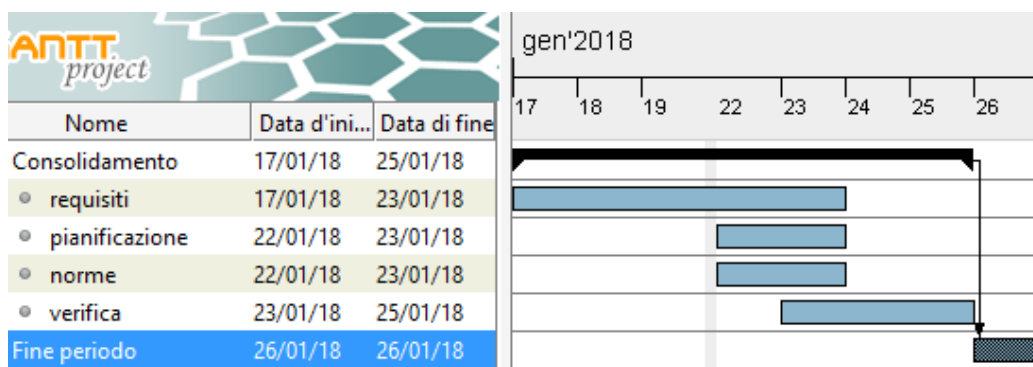 GANTT
project
gen'2018
17 18 19 22 23 24 25 26
Nome Data d'ini... Data di fine
Consolidamento 17/01/18 25/01/18
requisiti 17/01/18 23/01/18
pianificazione 22/01/18 23/01/18
norme 22/01/18 23/01/18
verifica 23/01/18 25/01/18
Fine periodo 26/01/18 26/01/18